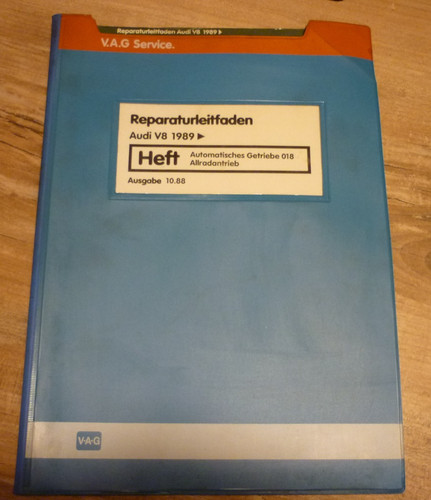 Reparaturleitfaden Audi V8 1989 ▶
V.A.G Service.
Reparaturleitfaden
Audi V8 1989 ▶
Heft
Automatisches Getriebe 018
Allradantrieb
Ausgabe 10.88
V·A·G